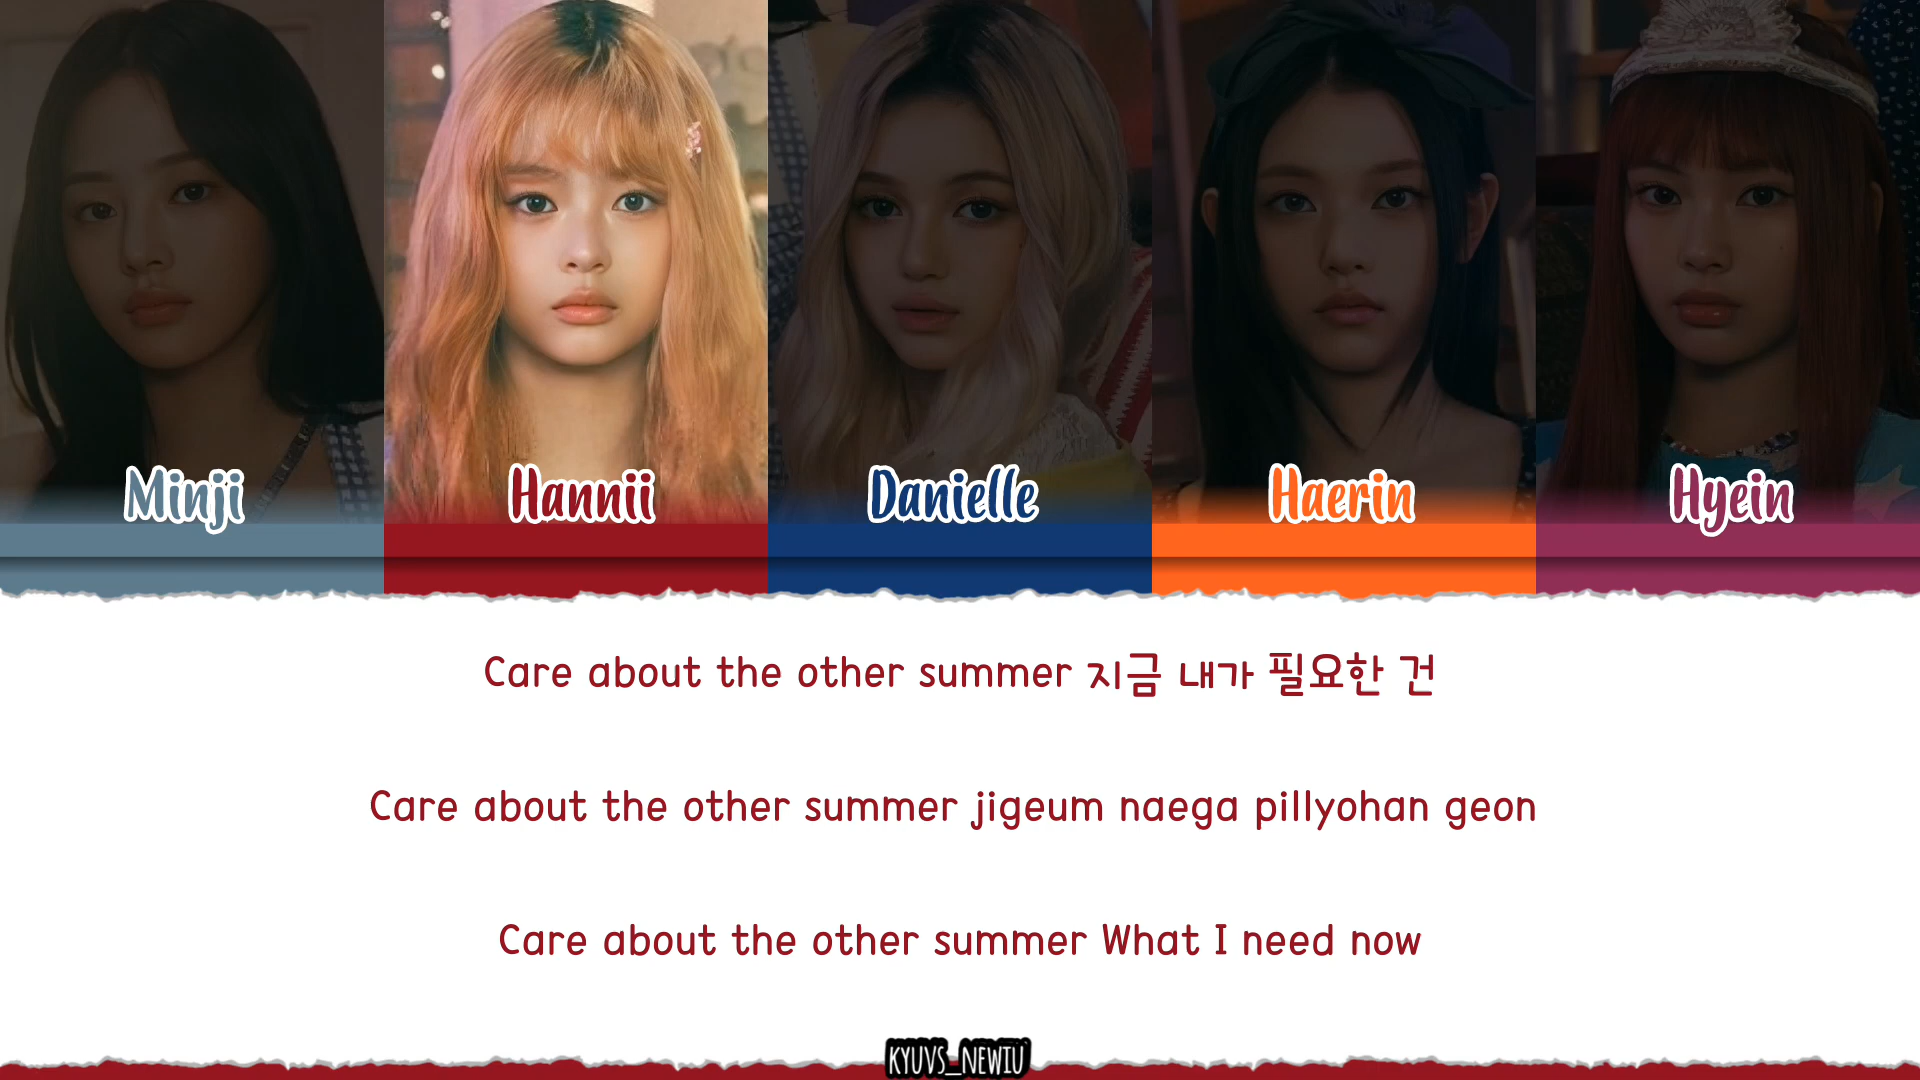 Minji
Hannii
Danielle
Haerin
Hyein
Care about the other summer 지금 내가 필요한 건
Care about the other summer jigeum naega pillyohan geon
Care about the other summer What I need now
KYUVS_NEWIU